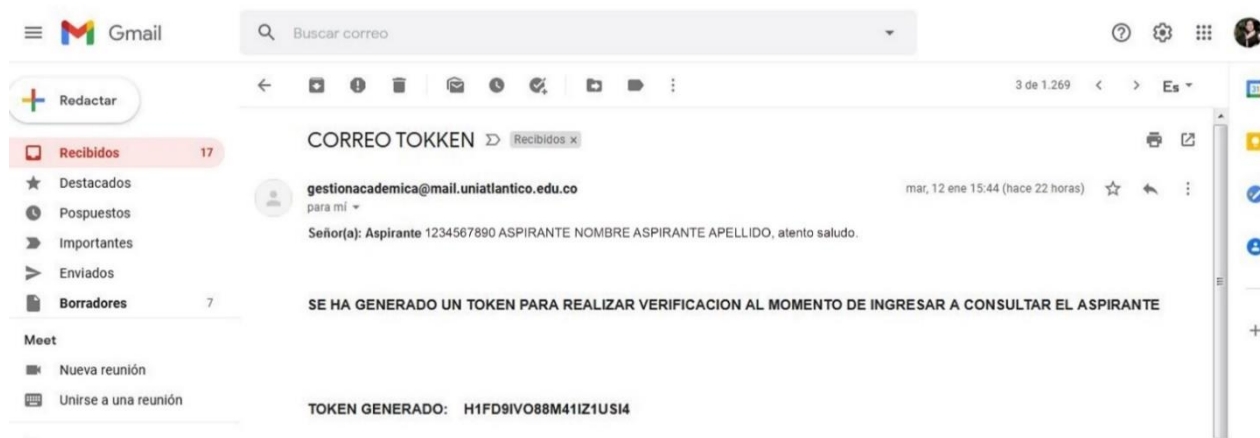 Gmail
Buscar correo
Redactar
3 de 1.269
Es
CORREO TOKKEN
Recibidos x
Recibidos 17
Destacados
Pospuestos
Importantes
Enviados
Borradores 7
Meet
Nueva reunión
Unirse a una reunión
gestionacademica@mail.uniatlantico.edu.co
mar, 12 ene 15:44 (hace 22 horas)
para mí
Señor(a): Aspirante 1234567890 ASPIRANTE NOMBRE ASPIRANTE APELLIDO, atento saludo.
SE HA GENERADO UN TOKEN PARA REALIZAR VERIFICACION AL MOMENTO DE INGRESAR A CONSULTAR EL ASPIRANTE
TOKEN GENERADO: H1FD9IVO88M41IZ1USI4